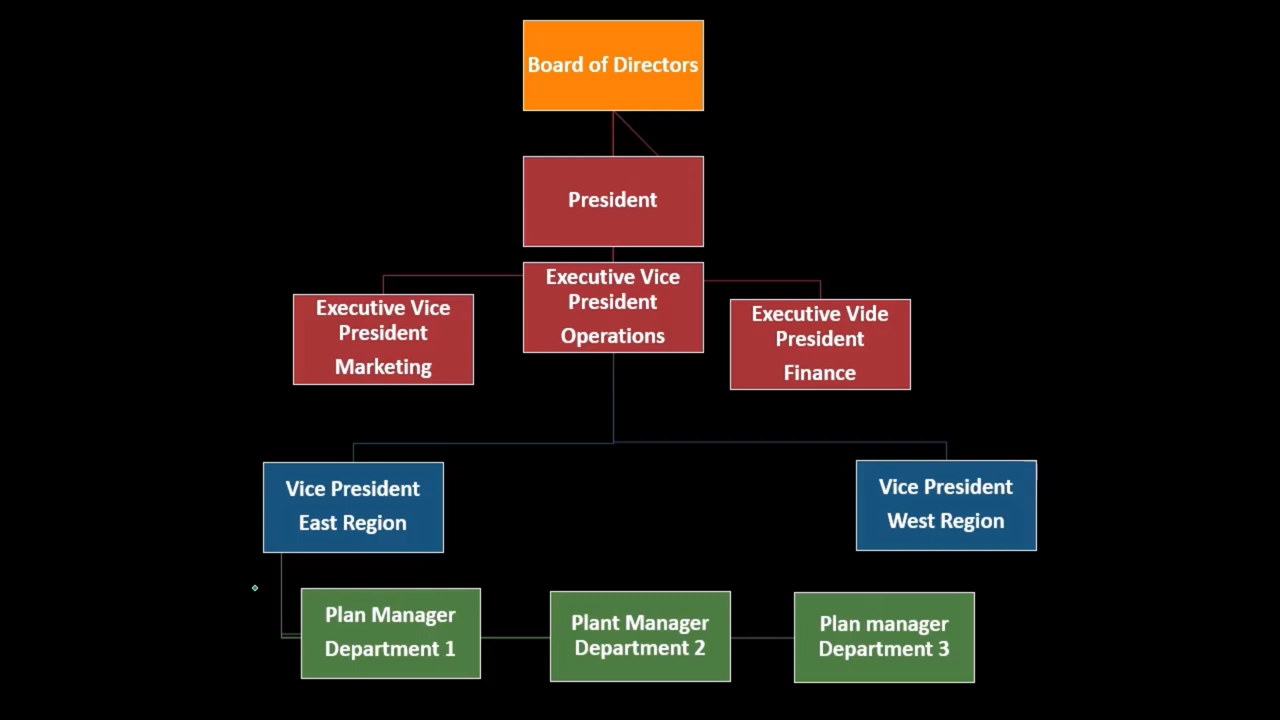 Board of Directors
President
Executive Vice
President
Operations
Executive Vice
President
Marketing
Executive Vide
President
Finance
Vice President
East Region
Vice President
West Region
Plan Manager
Department 1
Plant Manager
Department 2
Plan manager
Department 3